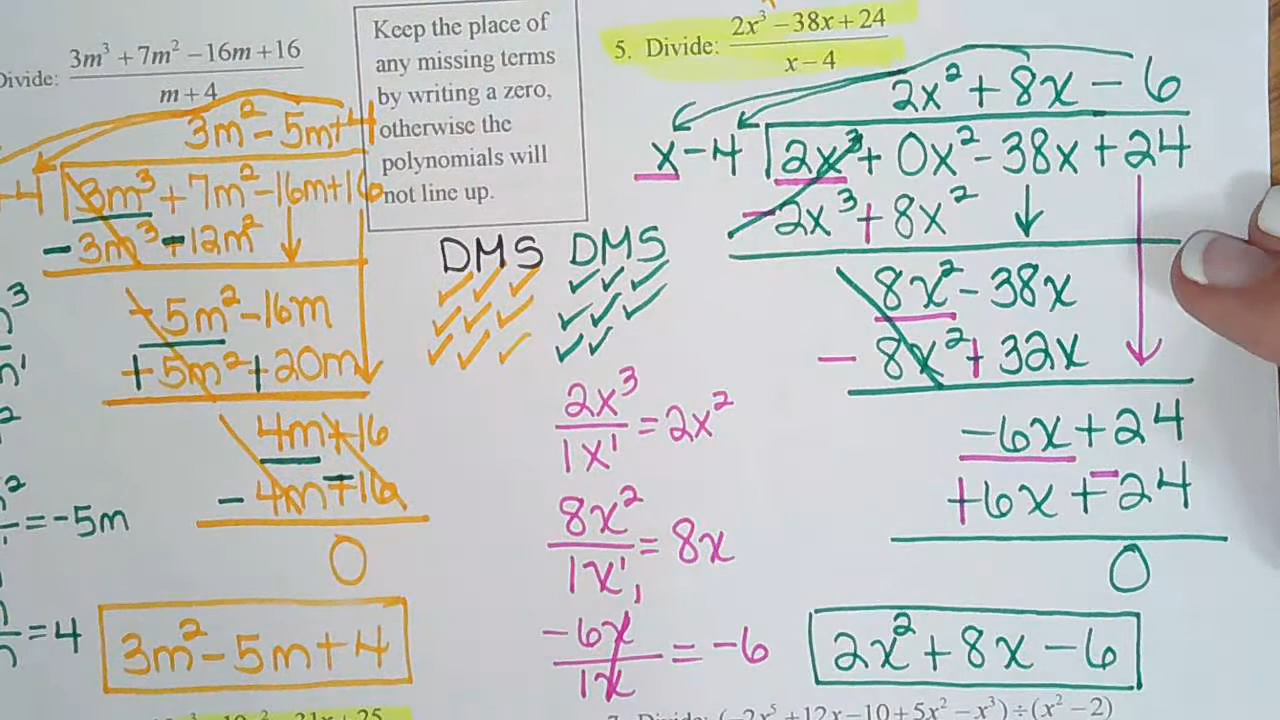 Divide: 3m³ + 7m² − 16m + 16
m + 4
3m² - 5m + 4
-4 3m³ + 7m² - 16m + 16
- 3m³ - 12m²
- 5m² - 16m
+ 5m² + 20m
4m + 16
- 4m - 16
0
= -5m
= 4
3m² - 5m + 4
Keep the place of
any missing terms
by writing a zero,
otherwise the
polynomials will
not line up.
DMS DMS
5. Divide: 2x³ − 38x + 24
x − 4
2x² + 8x - 6
x - 4 2x³ + 0x² - 38x + 24
- 2x³ + 8x²
8x² - 38x
- 8x² + 32x
-6x + 24
+ 6x - 24
0
2x³
1x¹ = 2x²
8x²
1x¹ = 8x
-6x
1x = -6
2x² + 8x - 6
7. Divide: (−2x⁵ + 12x − 10 + 5x² − x³) ÷ (x² − 2)